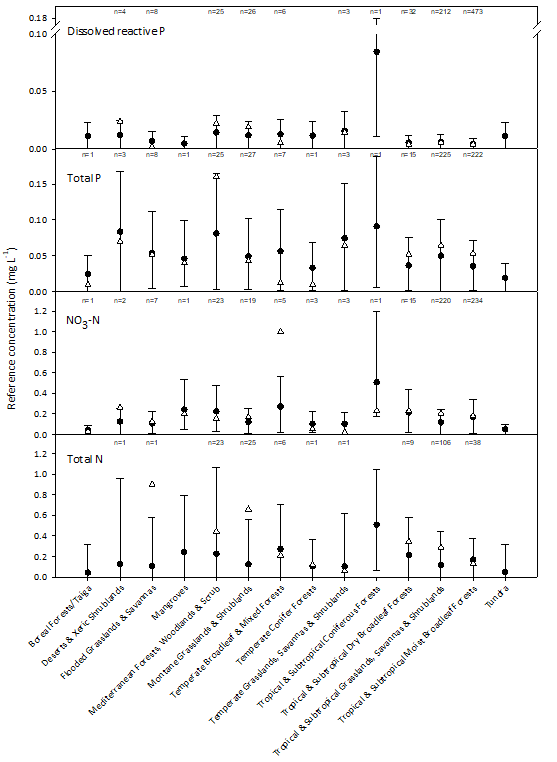 n=4 n=8 n=25 n=26 n=6 n=3 n=1 n=32 n=212 n=473
0.18
Dissolved reactive P
0.10
0.05
0.00
n=1 n=3 n=8 n=1 n=25 n=27 n=7 n=1 n=3 n=1 n=15 n=225 n=222
Total P
0.15
0.10
0.05
0.00
n=1 n=2 n=7 n=1 n=23 n=19 n=5 n=3 n=3 n=1 n=15 n=220 n=234
1.2
NO3-N
1.0
0.8
0.6
0.4
0.2
0.0
n=1 n=1 n=23 n=25 n=6 n=1 n=1 n=9 n=106 n=38
1.2
Total N
1.0
0.8
0.6
0.4
0.2
0.0
Reference concentration (mg L-1)
Boreal Forests/Taiga
Deserts & Xeric Shrublands
Flooded Grasslands & Savannas
Mangroves
Mediterranean Forests, Woodlands & Scrub
Montane Grasslands & Shrublands
Temperate Broadleaf & Mixed Forests
Temperate Conifer Forests
Temperate Grasslands, Savannas & Shrublands
Tropical & Subtropical Coniferous Forests
Tropical & Subtropical Dry Broadleaf Forests
Tropical & Subtropical Grasslands, Savannas & Shrublands
Tropical & Subtropical Moist Broadleaf Forests
Tundra